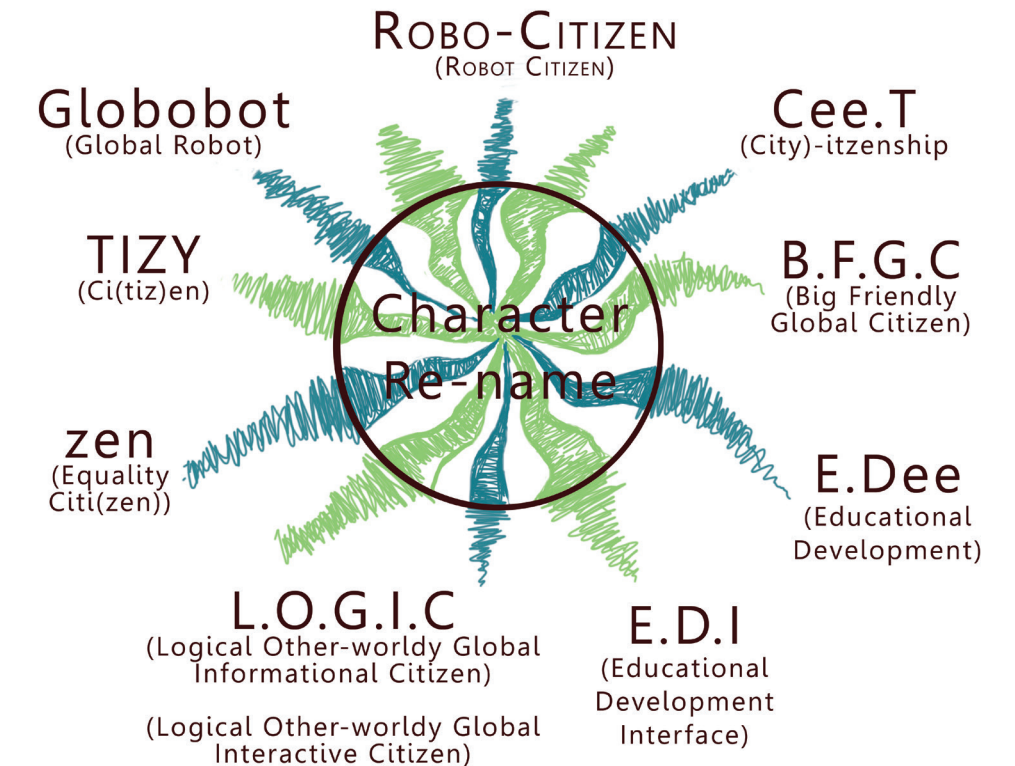 ROBO-CITIZEN
(ROBOT CITIZEN)
Globobot
(Global Robot)
Cee.T
(City)-itzenship
TIZY
(Ci(tiz)en)
B.F.G.C
(Big Friendly
Global Citizen)
Character
Re-name
zen
(Equality
Citi(zen))
E.Dee
(Educational
Development)
L.O.G.I.C
(Logical Other-worldy Global
Informational Citizen)
(Logical Other-worldy Global
Interactive Citizen)
E.D.I
(Educational
Development
Interface)